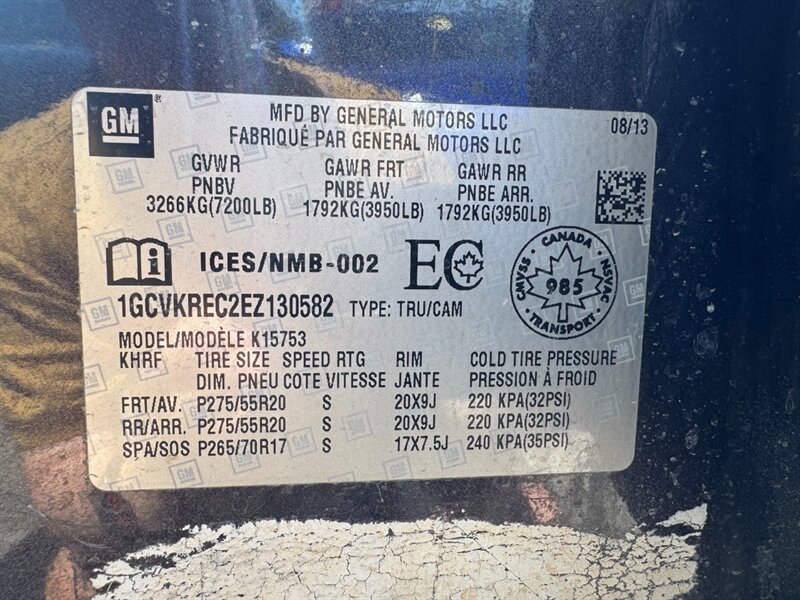 GM
MFD BY GENERAL MOTORS LLC
08/13
FABRIQUÉ PAR GENERAL MOTORS LLC
GVWR GAWR FRT GAWR RR
PNBV PNBE AV. PNBE ARR.
3266KG(7200LB) 1792KG(3950LB) 1792KG(3950LB)
ICES/NMB-002 EC
CMVSS · CANADA · NSVAC · TRANSPORT ·
985
1GCVKREC2EZ130582 TYPE: TRU/CAM
MODEL/MODÈLE K15753
KHRF TIRE SIZE SPEED RTG RIM COLD TIRE PRESSURE
DIM. PNEU COTE VITESSE JANTE PRESSION À FROID
FRT/AV. P275/55R20 S 20X9J 220 KPA(32PSI)
RR/ARR. P275/55R20 S 20X9J 220 KPA(32PSI)
SPA/SOS P265/70R17 S 17X7.5J 240 KPA(35PSI)